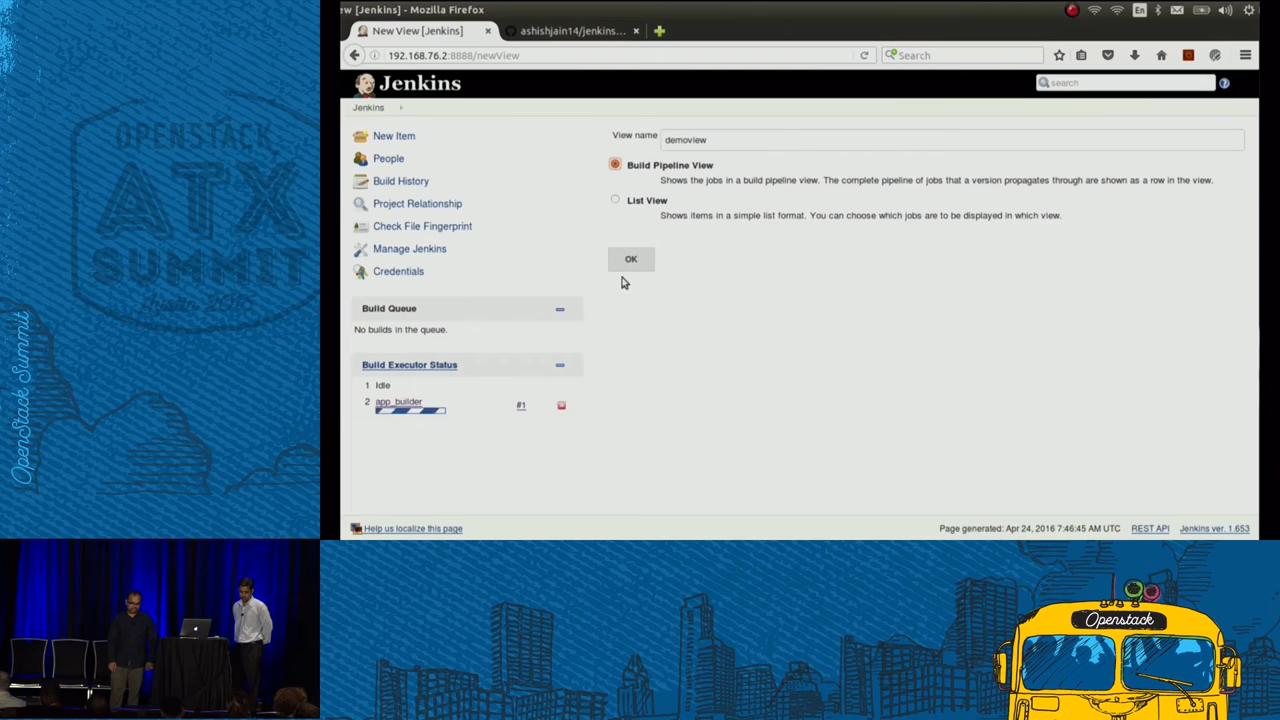 ew [Jenkins] - Mozilla Firefox
En
New View [Jenkins]
ashishjain14/jenkins...
192.168.76.2:8888/newView
Search
Jenkins
search
Jenkins
New Item
People
Build History
Project Relationship
Check File Fingerprint
Manage Jenkins
Credentials
View name
demoview
Build Pipeline View
Shows the jobs in a build pipeline view. The complete pipeline of jobs that a version propagates through are shown as a row in the view.
List View
Shows items in a simple list format. You can choose which jobs are to be displayed in which view.
OK
Build Queue
No builds in the queue.
Build Executor Status
1 Idle
2 app_builder
#1
Help us localize this page
Page generated: Apr 24, 2016 7:46:45 AM UTC
REST API
Jenkins ver. 1.653
OPENSTACK
ATX
SUMMIT
Austin 2016
OpenStack Summit
Openstack